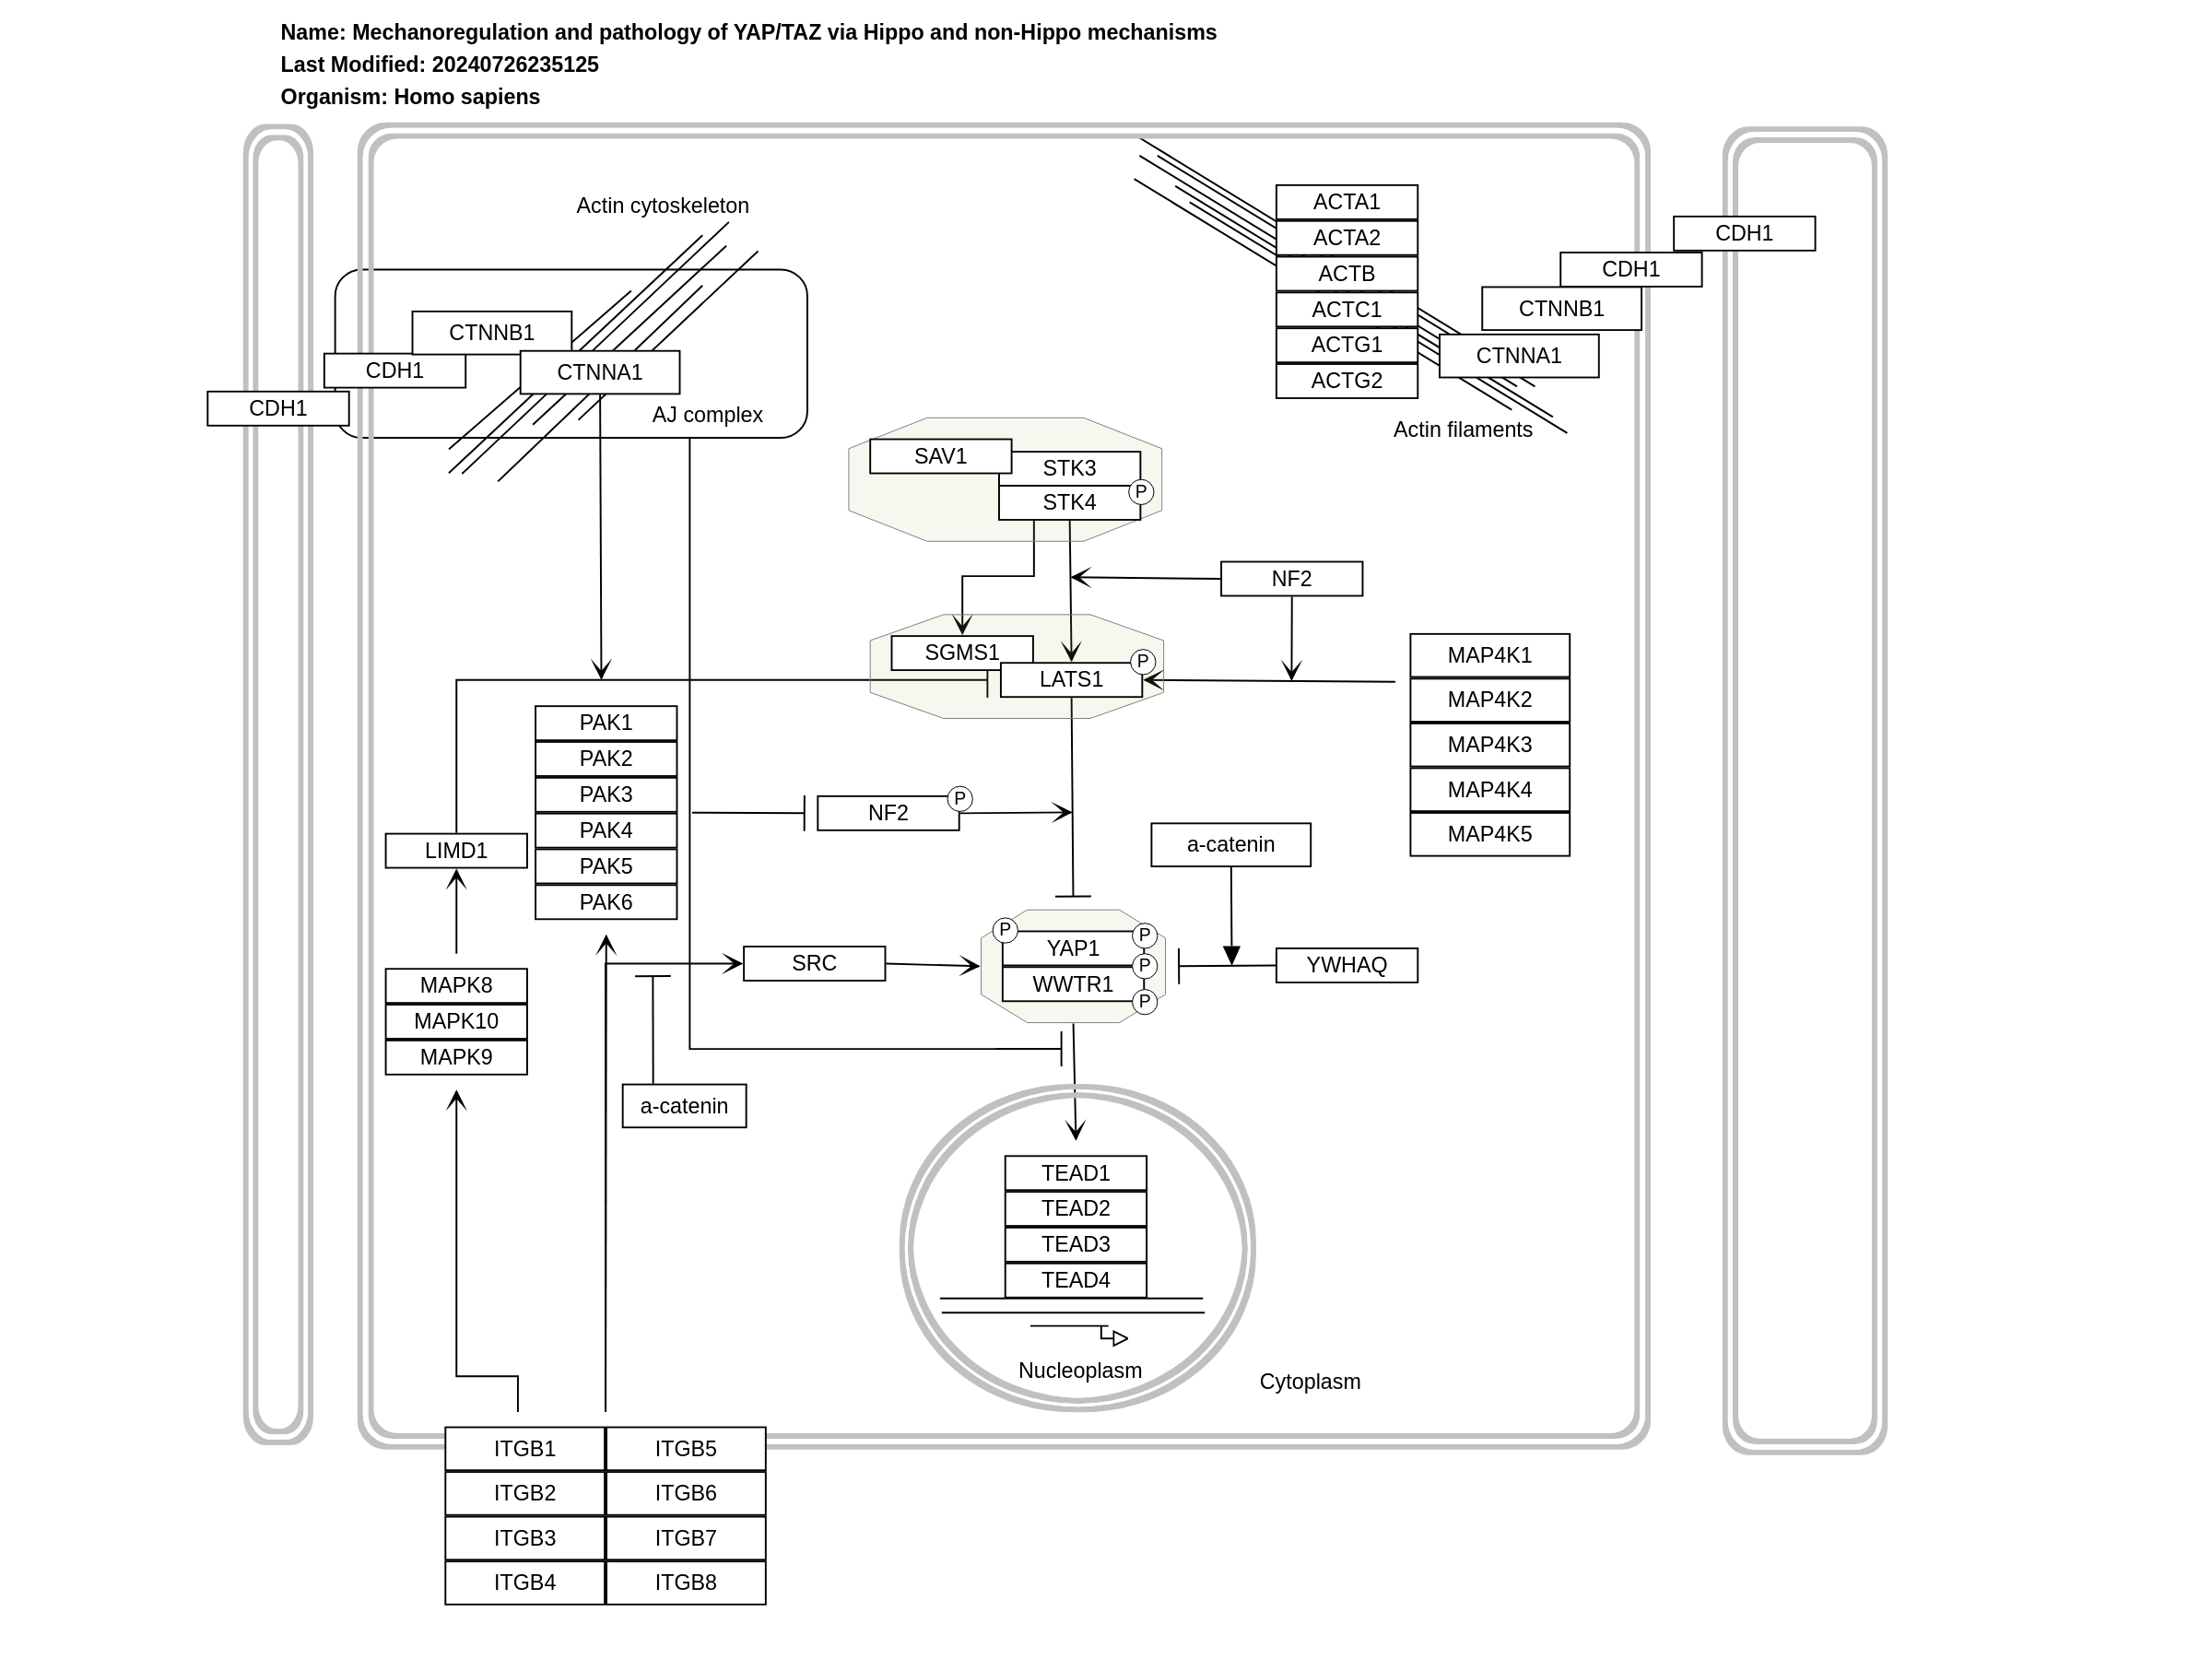 Name: Mechanoregulation and pathology of YAP/TAZ via Hippo and non-Hippo mechanisms
Last Modified: 20240726235125
Organism: Homo sapiens
Actin cytoskeleton
CTNNB1
CDH1
CTNNA1
CDH1
AJ complex
ACTA1
ACTA2
ACTB
ACTC1
ACTG1
ACTG2
CDH1
CDH1
CTNNB1
CTNNA1
Actin filaments
SAV1
STK3
STK4
P
NF2
SGMS1
LATS1
P
MAP4K1
MAP4K2
MAP4K3
MAP4K4
MAP4K5
PAK1
PAK2
PAK3
PAK4
PAK5
PAK6
NF2
P
LIMD1
a-catenin
MAPK8
MAPK10
MAPK9
SRC
P
YAP1
P
P
WWTR1
P
YWHAQ
a-catenin
TEAD1
TEAD2
TEAD3
TEAD4
Nucleoplasm
Cytoplasm
ITGB1
ITGB5
ITGB2
ITGB6
ITGB3
ITGB7
ITGB4
ITGB8